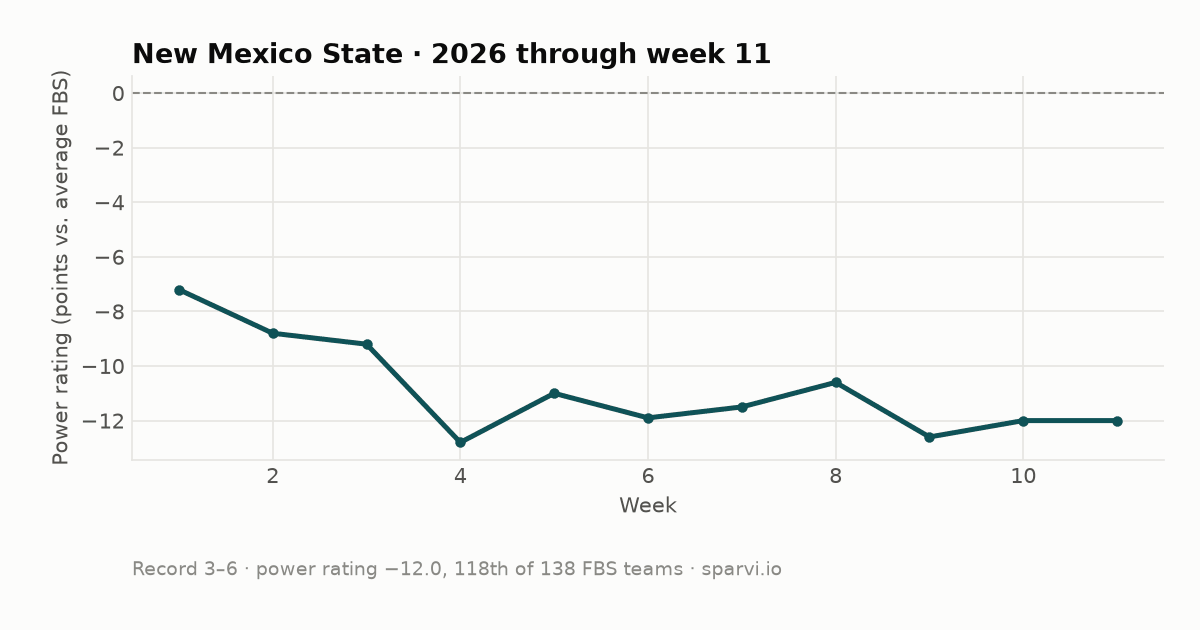 New Mexico State · 2026 through week 11
Power rating (points vs. average FBS)
0
−2
−4
−6
−8
−10
−12
2 4 6 8 10
Week
Record 3–6 · power rating −12.0, 118th of 138 FBS teams · sparvi.io